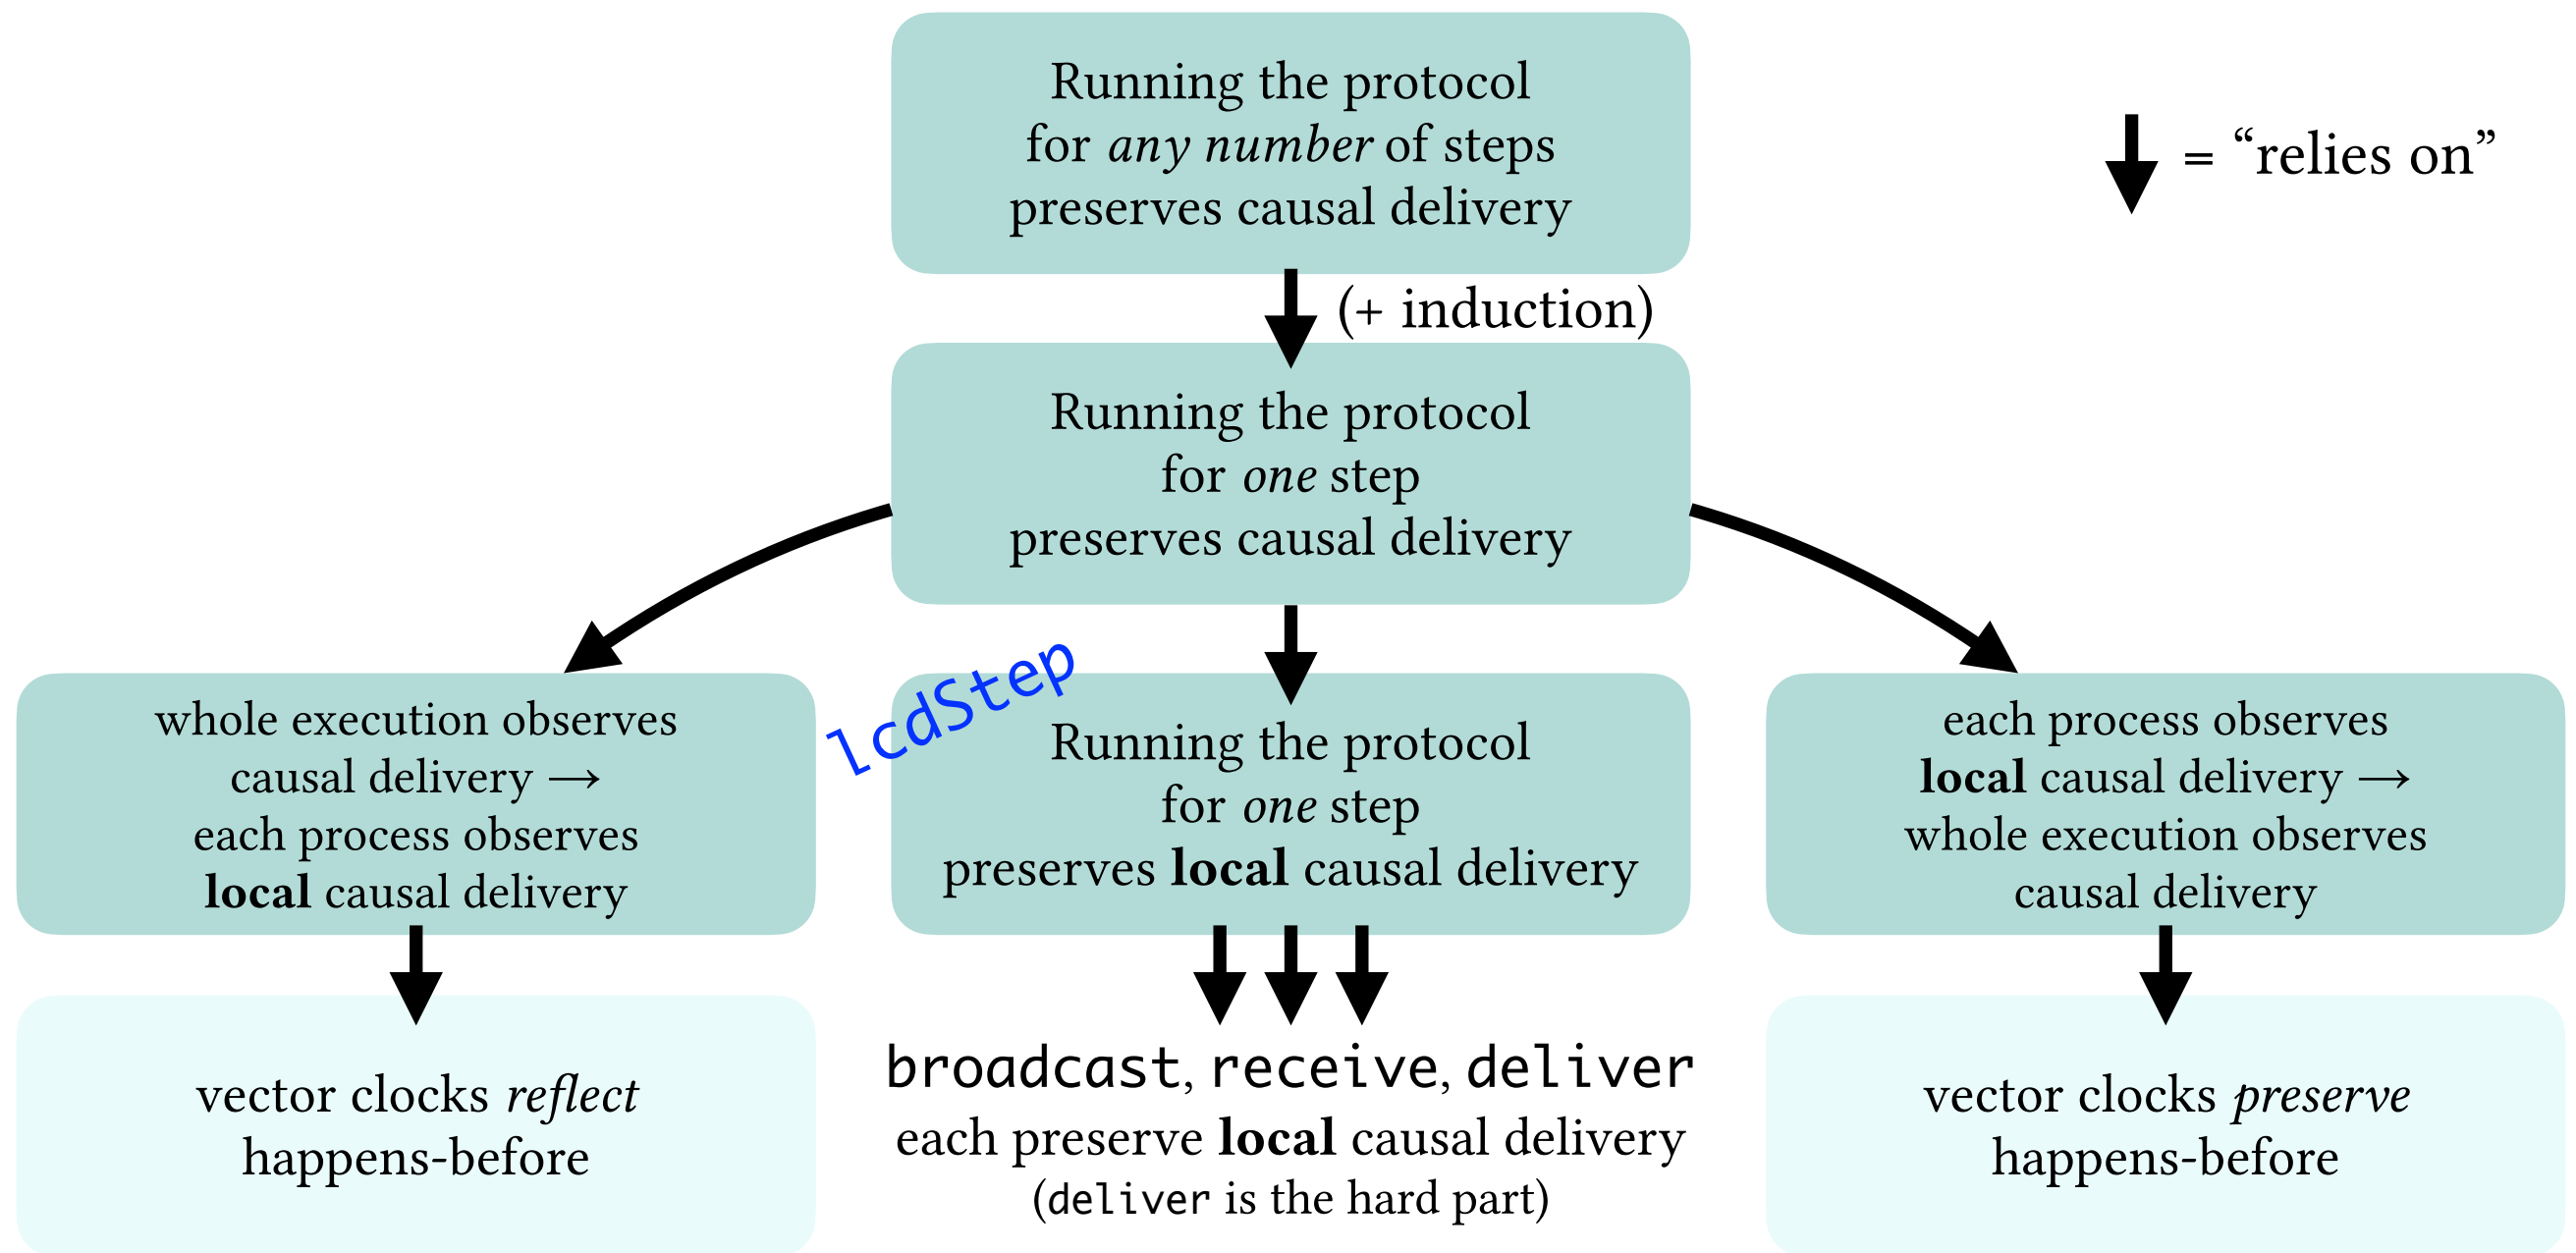 Running the protocol
for any number of steps
preserves causal delivery
= “relies on”
(+ induction)
Running the protocol
for one step
preserves causal delivery
whole execution observes
causal delivery →
each process observes
local causal delivery
lcdStep
Running the protocol
for one step
preserves local causal delivery
each process observes
local causal delivery →
whole execution observes
causal delivery
vector clocks reflect
happens-before
broadcast, receive, deliver
each preserve local causal delivery
(deliver is the hard part)
vector clocks preserve
happens-before